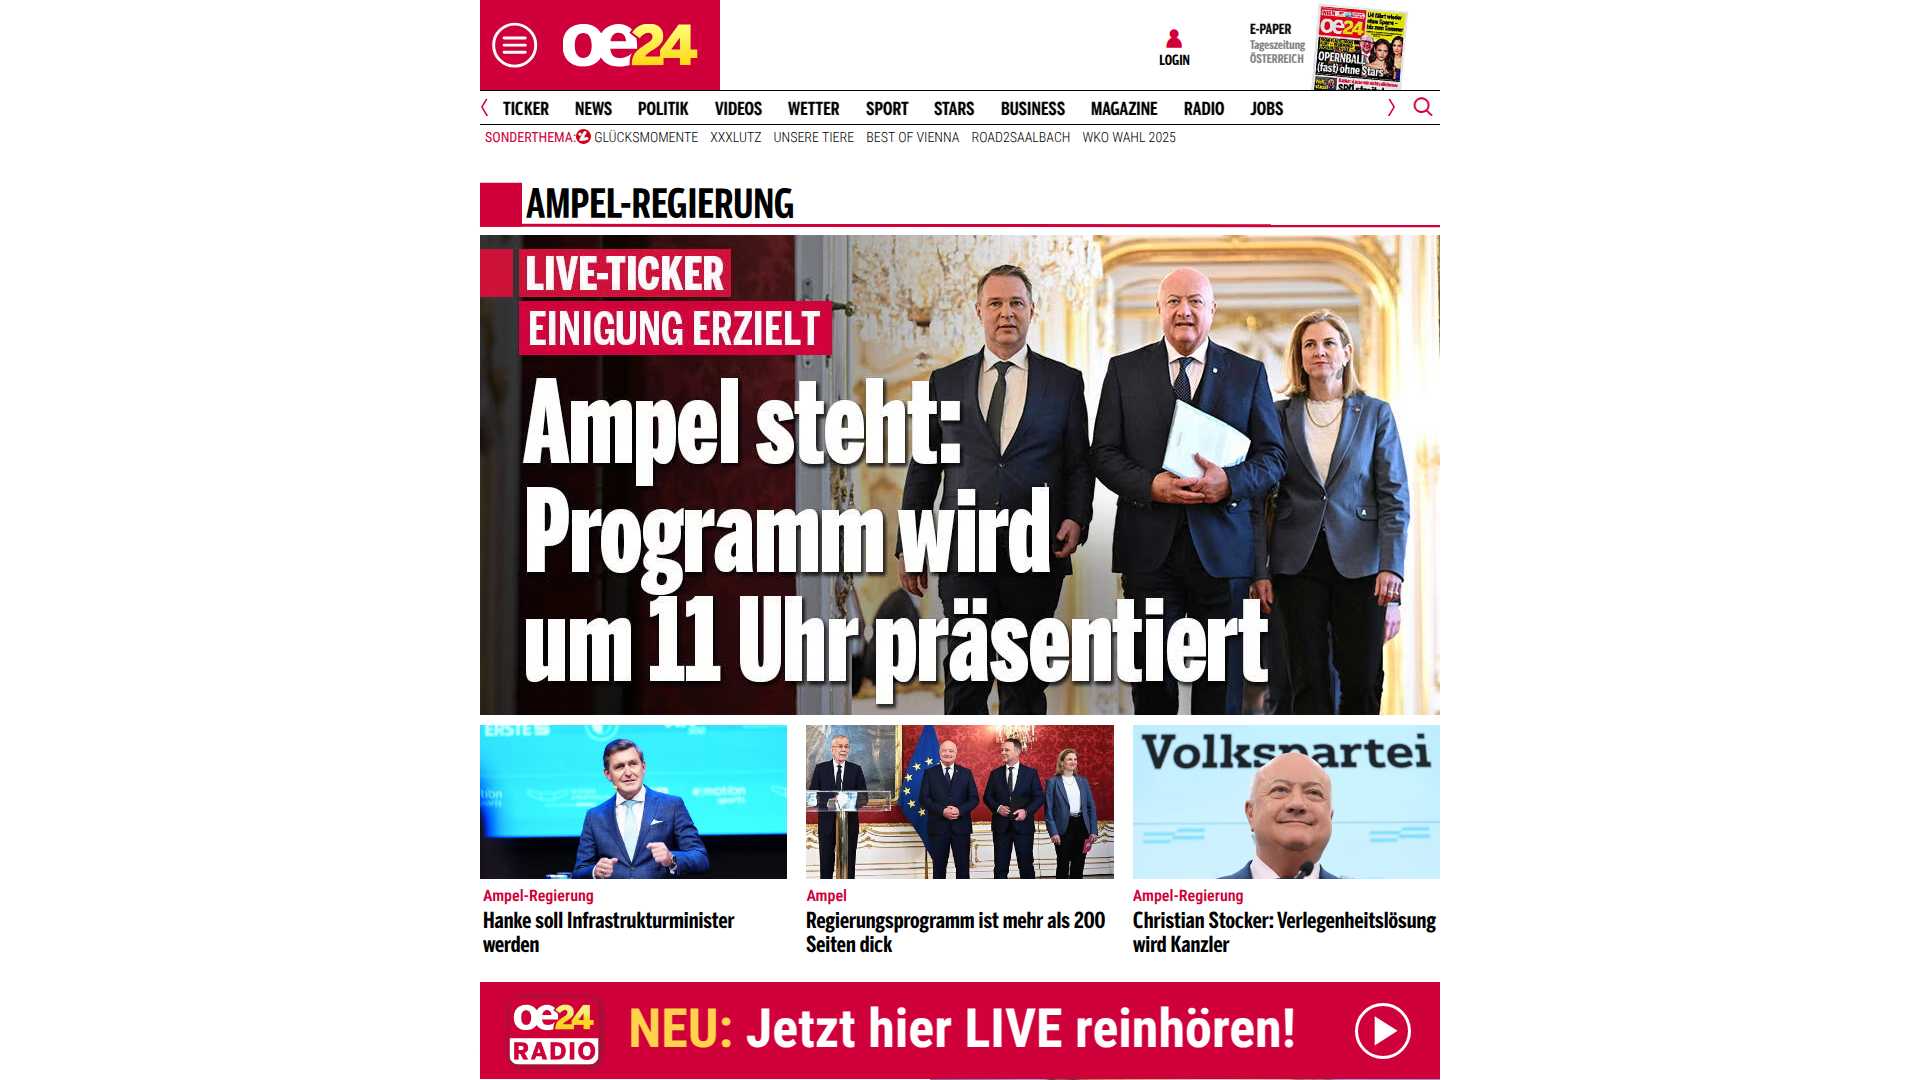 oe24
LOGIN
E-PAPER
Tageszeitung
ÖSTERREICH
oe24
OPERNBALL
(fast) ohne Stars
TICKER NEWS POLITIK VIDEOS WETTER SPORT STARS BUSINESS MAGAZINE RADIO JOBS
SONDERTHEMA: GLÜCKSMOMENTE XXXLUTZ UNSERE TIERE BEST OF VIENNA ROAD2SAALBACH WKO WAHL 2025
AMPEL-REGIERUNG
LIVE-TICKER
EINIGUNG ERZIELT
Ampel steht:
Programm wird
um 11 Uhr präsentiert
ERSTE
Volkspartei
Ampel-Regierung
Hanke soll Infrastrukturminister
werden
Ampel
Regierungsprogramm ist mehr als 200
Seiten dick
Ampel-Regierung
Christian Stocker: Verlegenheitslösung
wird Kanzler
oe24
RADIO
NEU: Jetzt hier LIVE reinhören!